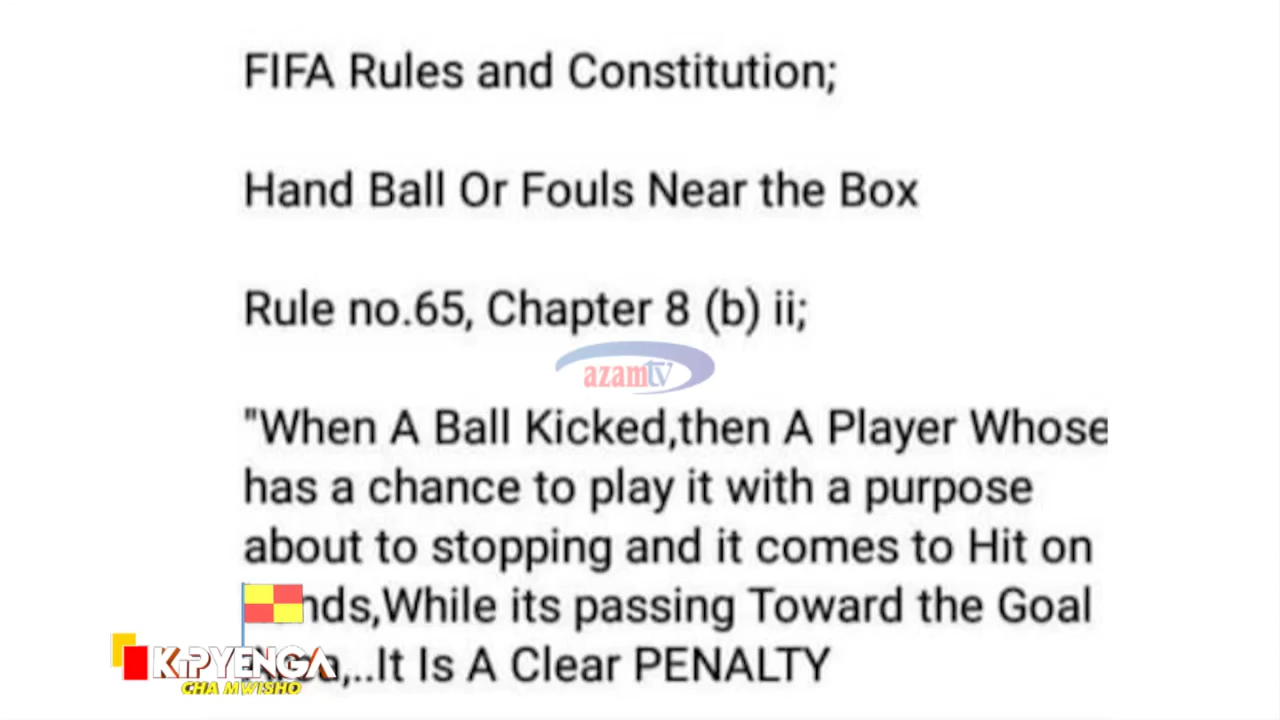 FIFA Rules and Constitution;
Hand Ball Or Fouls Near the Box
Rule no.65, Chapter 8 (b) ii;
azamtv
"When A Ball Kicked,then A Player Whose
has a chance to play it with a purpose
about to stopping and it comes to Hit on
nds,While its passing Toward the Goal
,..It Is A Clear PENALTY
KIPYENGA
CHA MWISHO